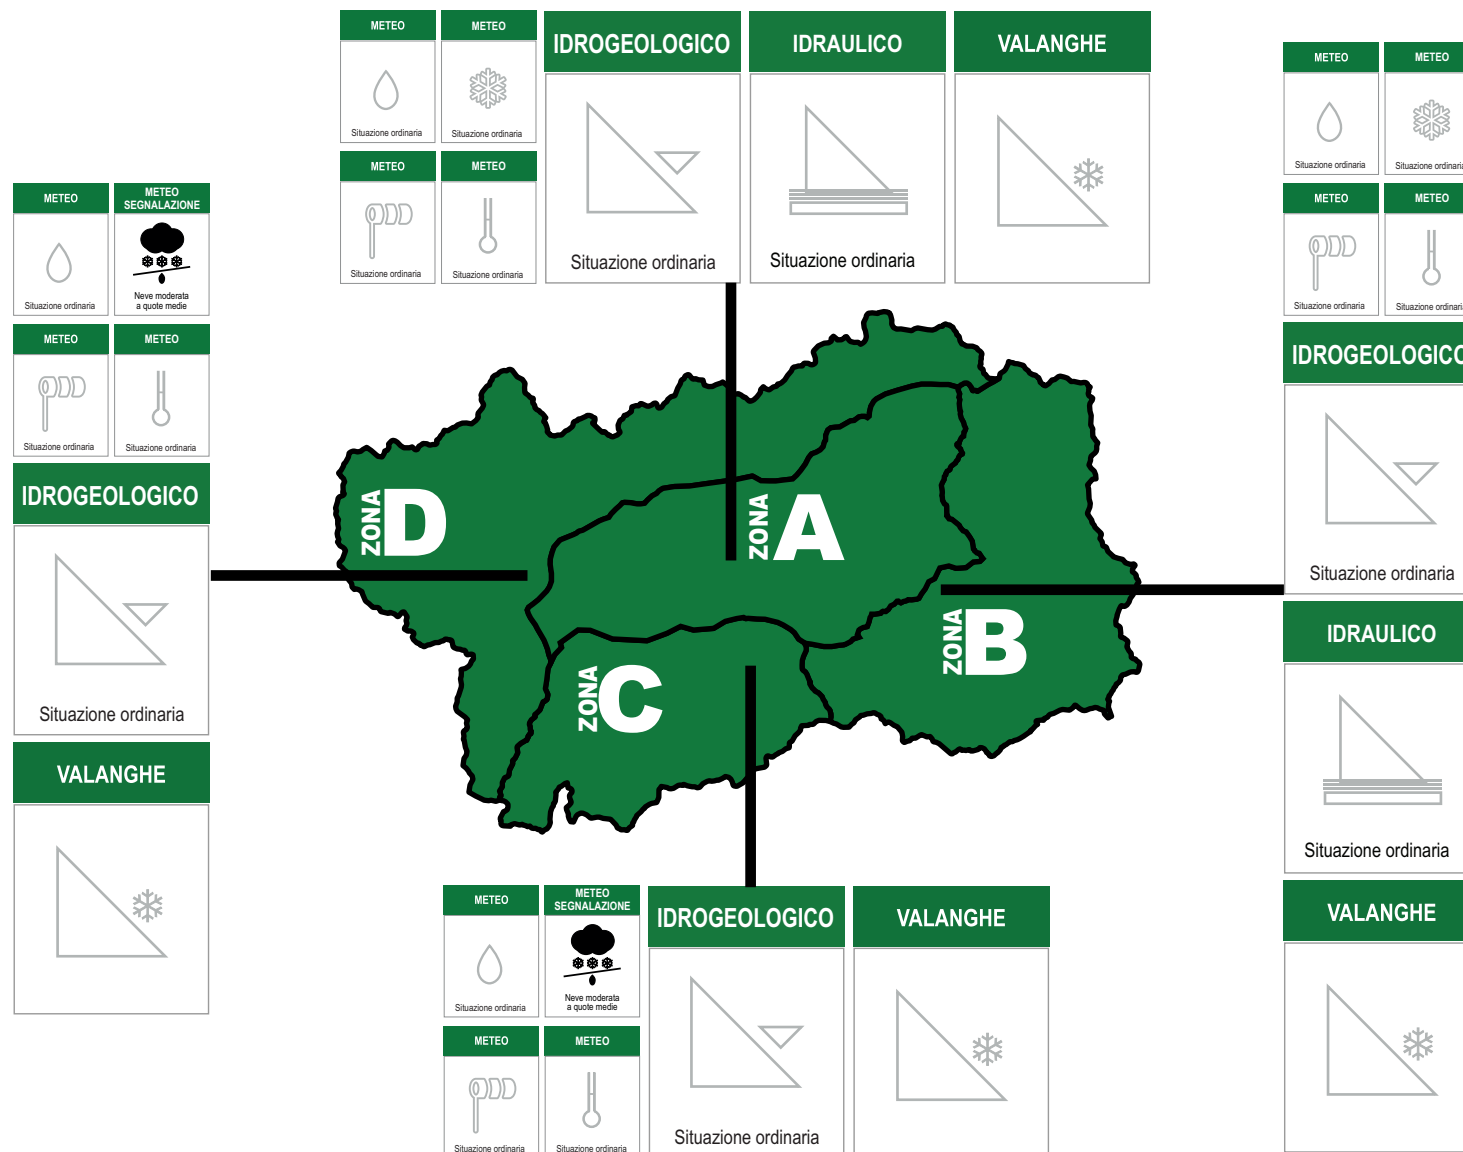 METEO
METEO
IDROGEOLOGICO
IDRAULICO
VALANGHE
Situazione ordinaria
Situazione ordinaria
METEO
METEO
Situazione ordinaria
Situazione ordinaria
Situazione ordinaria
Situazione ordinaria
METEO
METEO
Situazione ordinaria
Situazione ordinaria
METEO
METEO
Situazione ordinaria
Situazione ordinaria
IDROGEOLOGICO
Situazione ordinaria
IDRAULICO
Situazione ordinaria
VALANGHE
METEO
METEO
SEGNALAZIONE
Situazione ordinaria
Neve moderata
a quote medie
METEO
METEO
Situazione ordinaria
Situazione ordinaria
IDROGEOLOGICO
Situazione ordinaria
VALANGHE
ZONA D
ZONA A
ZONA B
ZONA C
METEO
METEO
SEGNALAZIONE
IDROGEOLOGICO
VALANGHE
Situazione ordinaria
Neve moderata
a quote medie
METEO
METEO
Situazione ordinaria
Situazione ordinaria
Situazione ordinaria